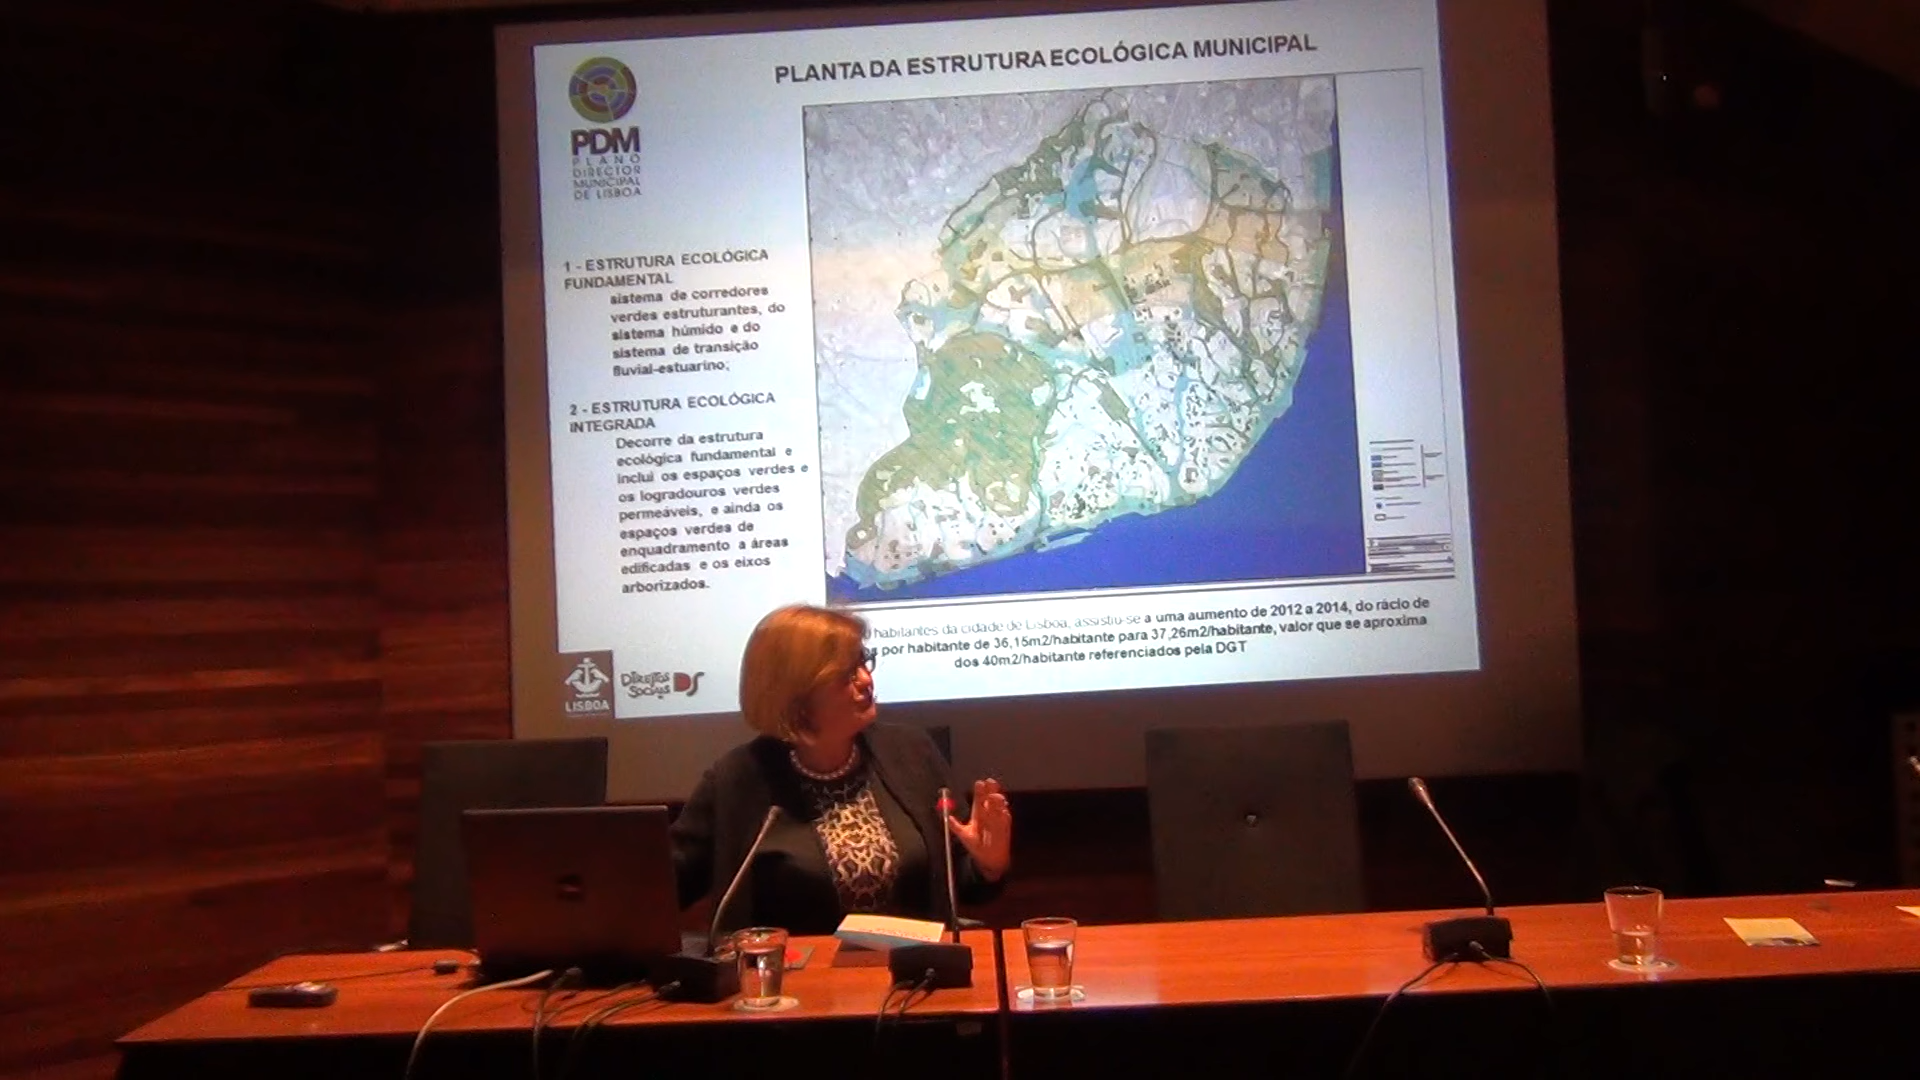 PLANTA DA ESTRUTURA ECOLÓGICA MUNICIPAL
PDM
PLANO
DIRECTOR
MUNICIPAL
DE LISBOA
1 - ESTRUTURA ECOLÓGICA
FUNDAMENTAL
sistema de corredores
verdes estruturantes, do
sistema húmido e do
sistema de transição
fluvial-estuarino;
2 - ESTRUTURA ECOLÓGICA
INTEGRADA
Decorre da estrutura
ecológica fundamental e
inclui os espaços verdes e
os logradouros verdes
permeáveis, e ainda os
espaços verdes de
enquadramento a áreas
edificadas e os eixos
arborizados.
habitantes da cidade de Lisboa, assistiu-se a uma aumento de 2012 a 2014, do rácio de
por habitante de 36,15m2/habitante para 37,26m2/habitante, valor que se aproxima
dos 40m2/habitante referenciados pela DGT
LISBOA
DIREITOS
SOCIAIS
DS